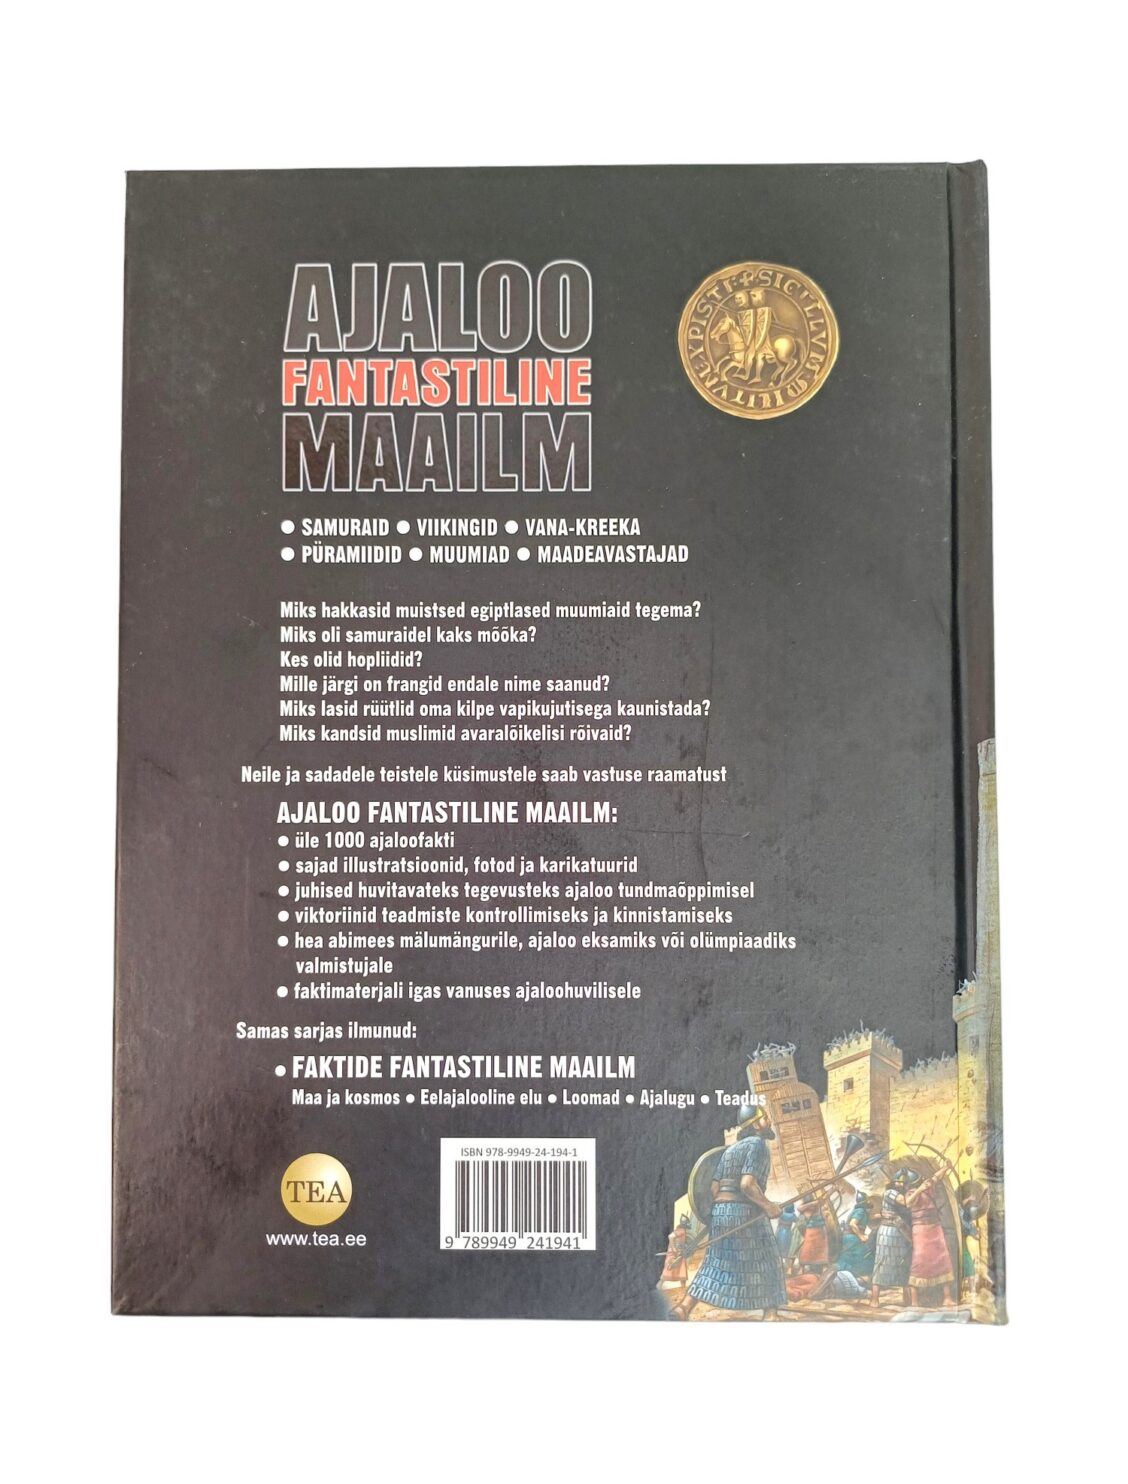 AJALOO
FANTASTILINE
MAAILM
SIGILLVM MILITVM XPISTI
● SAMURAID ● VIIKINGID ● VANA-KREEKA
● PÜRAMIIDID ● MUUMIAD ● MAADEAVASTAJAD
Miks hakkasid muistsed egiptlased muumiaid tegema?
Miks oli samuraidel kaks mõõka?
Kes olid hopliidid?
Mille järgi on frangid endale nime saanud?
Miks lasid rüütlid oma kilpe vapikujutisega kaunistada?
Miks kandsid muslimid avaralõikelisi rõivaid?
Neile ja sadadele teistele küsimustele saab vastuse raamatust
AJALOO FANTASTILINE MAAILM:
● üle 1000 ajaloofakti
● sajad illustratsioonid, fotod ja karikatuurid
● juhised huvitavateks tegevusteks ajaloo tundmaõppimisel
● viktoriinid teadmiste kontrollimiseks ja kinnistamiseks
● hea abimees mälumängurile, ajaloo eksamiks või olümpiaadiks
valmistujale
● faktimaterjali igas vanuses ajaloohuvilisele
Samas sarjas ilmunud:
● FAKTIDE FANTASTILINE MAAILM
Maa ja kosmos ● Eelajalooline elu ● Loomad ● Ajalugu ● Teadus
TEA
www.tea.ee
ISBN 978-9949-24-194-1
9 789949 241941